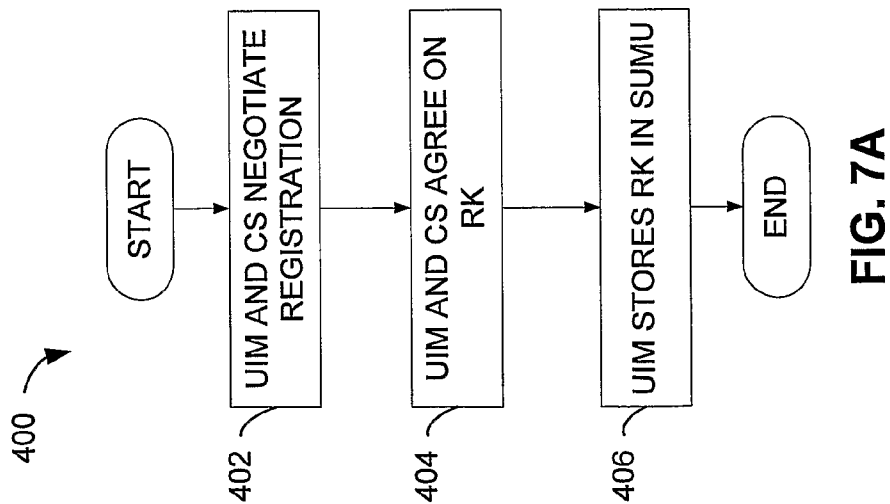 400
START
402
UIM AND CS NEGOTIATE
REGISTRATION
404
UIM AND CS AGREE ON
RK
406
UIM STORES RK IN SUMU
END
FIG. 7A